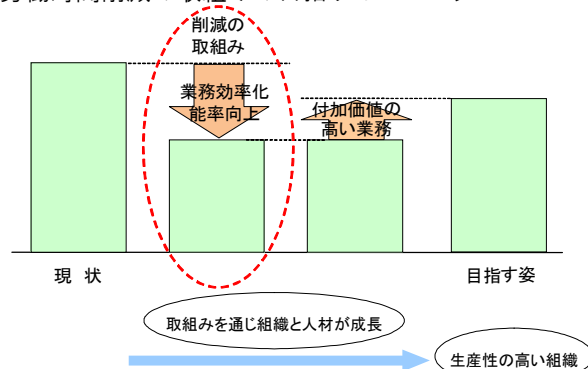 削減の
取組み
業務効率化
能率向上
付加価値の
高い業務
現　状
目指す姿
取組みを通じ組織と人材が成長
生産性の高い組織